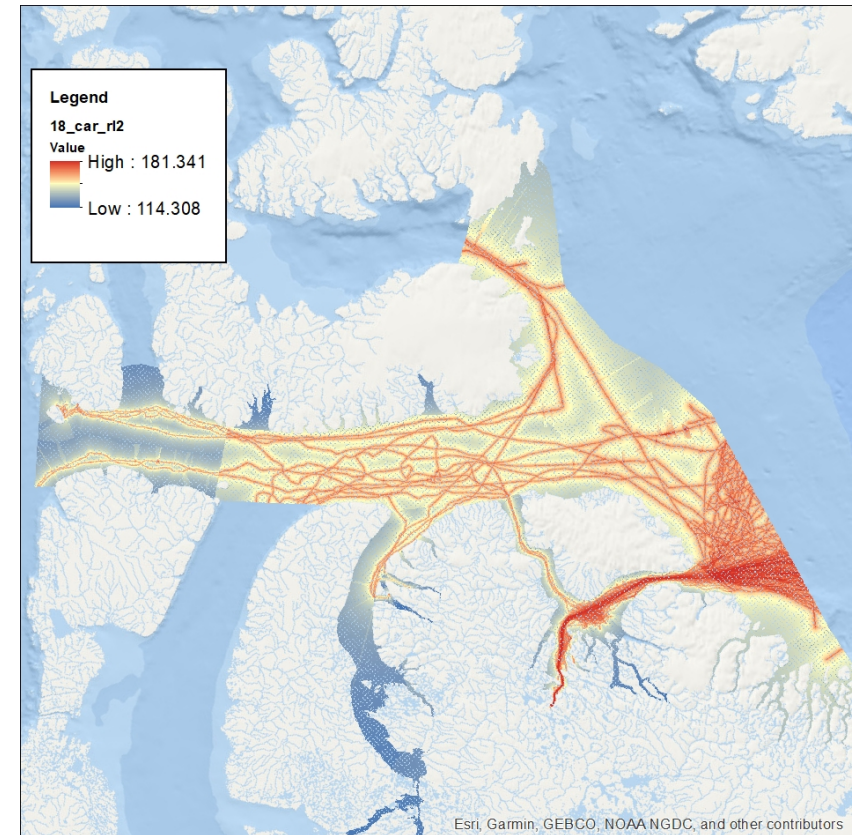 Legend
18_car_rl2
Value
High : 181.341
Low : 114.308
Esri, Garmin, GEBCO, NOAA NGDC, and other contributors